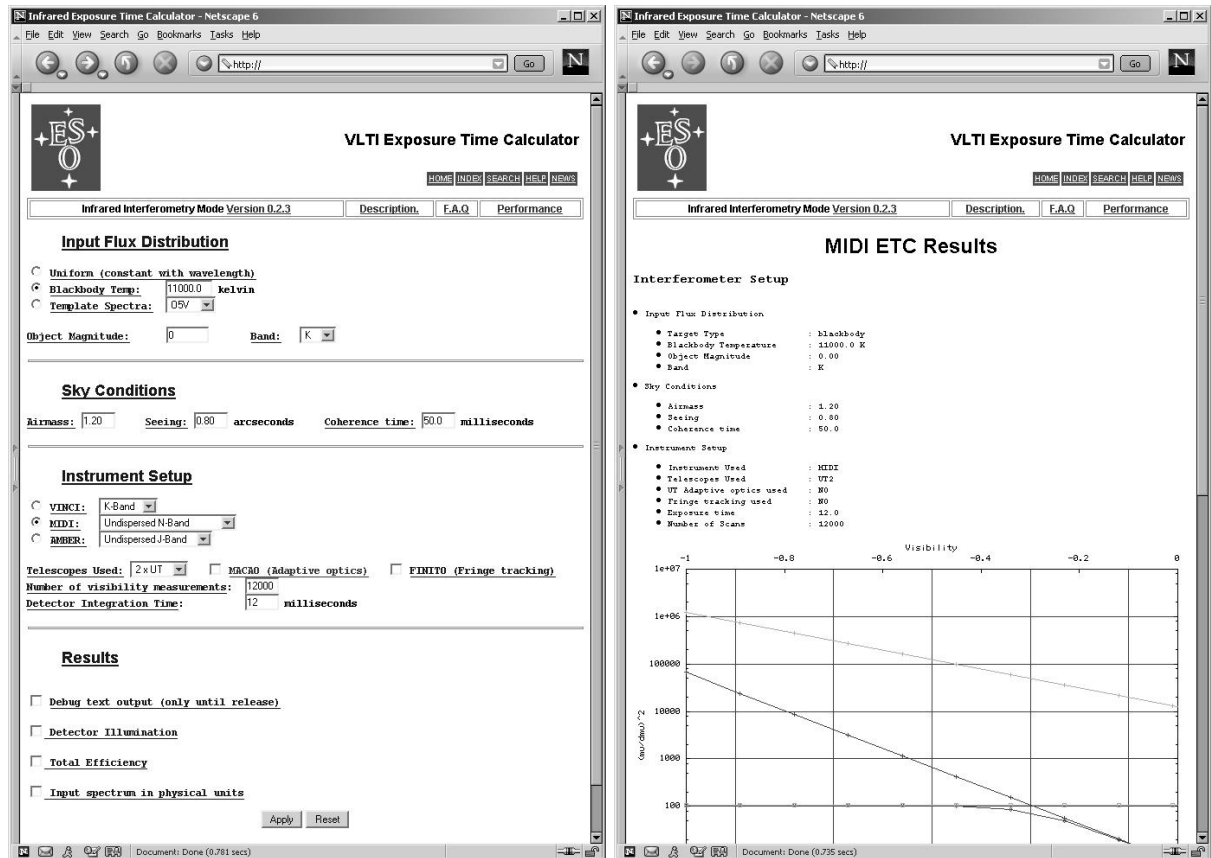 Infrared Exposure Time Calculator - Netscape 6
File Edit View Search Go Bookmarks Tasks Help
http://
Go
N
ESO
VLTI Exposure Time Calculator
HOME INDEX SEARCH HELP NEWS
Infrared Interferometry Mode Version 0.2.3 Description. F.A.Q Performance
Input Flux Distribution
Uniform (constant with wavelength)
Blackbody Temp: 11000.0 kelvin
Template Spectra: O5V
Object Magnitude: 0 Band: K
Sky Conditions
Airmass: 1.20 Seeing: 0.80 arcseconds Coherence time: 50.0 milliseconds
Instrument Setup
VINCI: K-Band
MIDI: Undispersed N-Band
AMBER: Undispersed J-Band
Telescopes Used: 2 x UT MACAO (Adaptive optics) FINITO (Fringe tracking)
Number of visibility measurements: 12000
Detector Integration Time: 12 milliseconds
Results
Debug text output (only until release)
Detector Illumination
Total Efficiency
Input spectrum in physical units
Apply Reset
Document: Done (0.781 secs)
Infrared Exposure Time Calculator - Netscape 6
File Edit View Search Go Bookmarks Tasks Help
http://
Go
N
ESO
VLTI Exposure Time Calculator
HOME INDEX SEARCH HELP NEWS
Infrared Interferometry Mode Version 0.2.3 Description. F.A.Q Performance
MIDI ETC Results
Interferometer Setup
Input Flux Distribution
Target Type : blackbody
Blackbody Temperature : 11000.0 K
Object Magnitude : 0.00
Band : K
Sky Conditions
Airmass : 1.20
Seeing : 0.80
Coherence time : 50.0
Instrument Setup
Instrument Used : MIDI
Telescopes Used : UT2
UT Adaptive optics used : NO
Fringe tracking used : NO
Exposure time : 12.0
Number of Scans : 12000
Visibility
-1 -0.8 -0.6 -0.4 -0.2 0
1e+07
1e+06
100000
10000
1000
100
(mu/dmu)^2
Document: Done (0.735 secs)